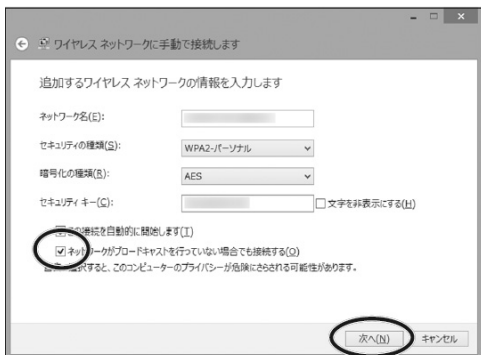 ワイヤレス ネットワークに手動で接続します
追加するワイヤレス ネットワークの情報を入力します
ネットワーク名(E):
セキュリティの種類(S): WPA2-パーソナル
暗号化の種類(R): AES
セキュリティ キー(C): 文字を非表示にする(H)
この接続を自動的に開始します(T)
ネットワークがブロードキャストを行っていない場合でも接続する(O)
選択すると、このコンピューターのプライバシーが危険にさらされる可能性があります。
次へ(N) キャンセル